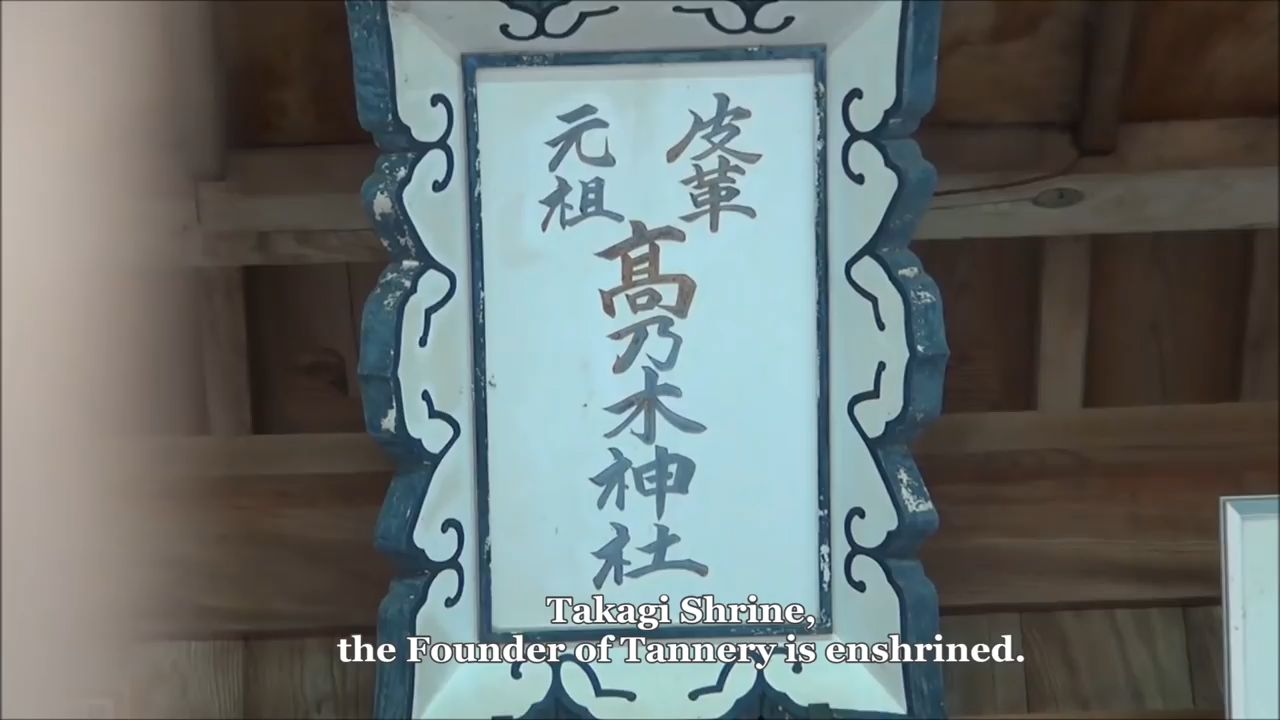 皮革
元祖
髙乃木神社
Takagi Shrine,
the Founder of Tannery is enshrined.